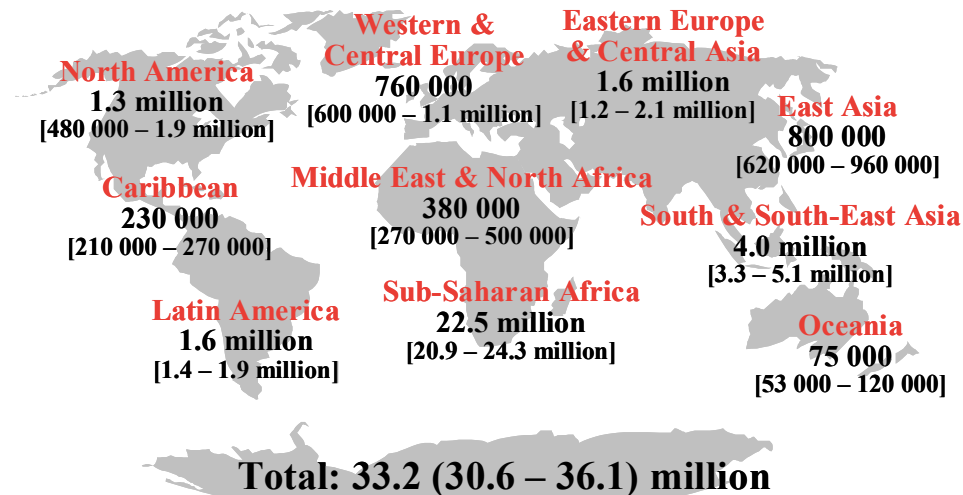 North America
1.3 million
[480 000 – 1.9 million]
Western &
Central Europe
760 000
[600 000 – 1.1 million]
Eastern Europe
& Central Asia
1.6 million
[1.2 – 2.1 million]
East Asia
800 000
[620 000 – 960 000]
Caribbean
230 000
[210 000 – 270 000]
Middle East & North Africa
380 000
[270 000 – 500 000]
South & South-East Asia
4.0 million
[3.3 – 5.1 million]
Latin America
1.6 million
[1.4 – 1.9 million]
Sub-Saharan Africa
22.5 million
[20.9 – 24.3 million]
Oceania
75 000
[53 000 – 120 000]
Total: 33.2 (30.6 – 36.1) million